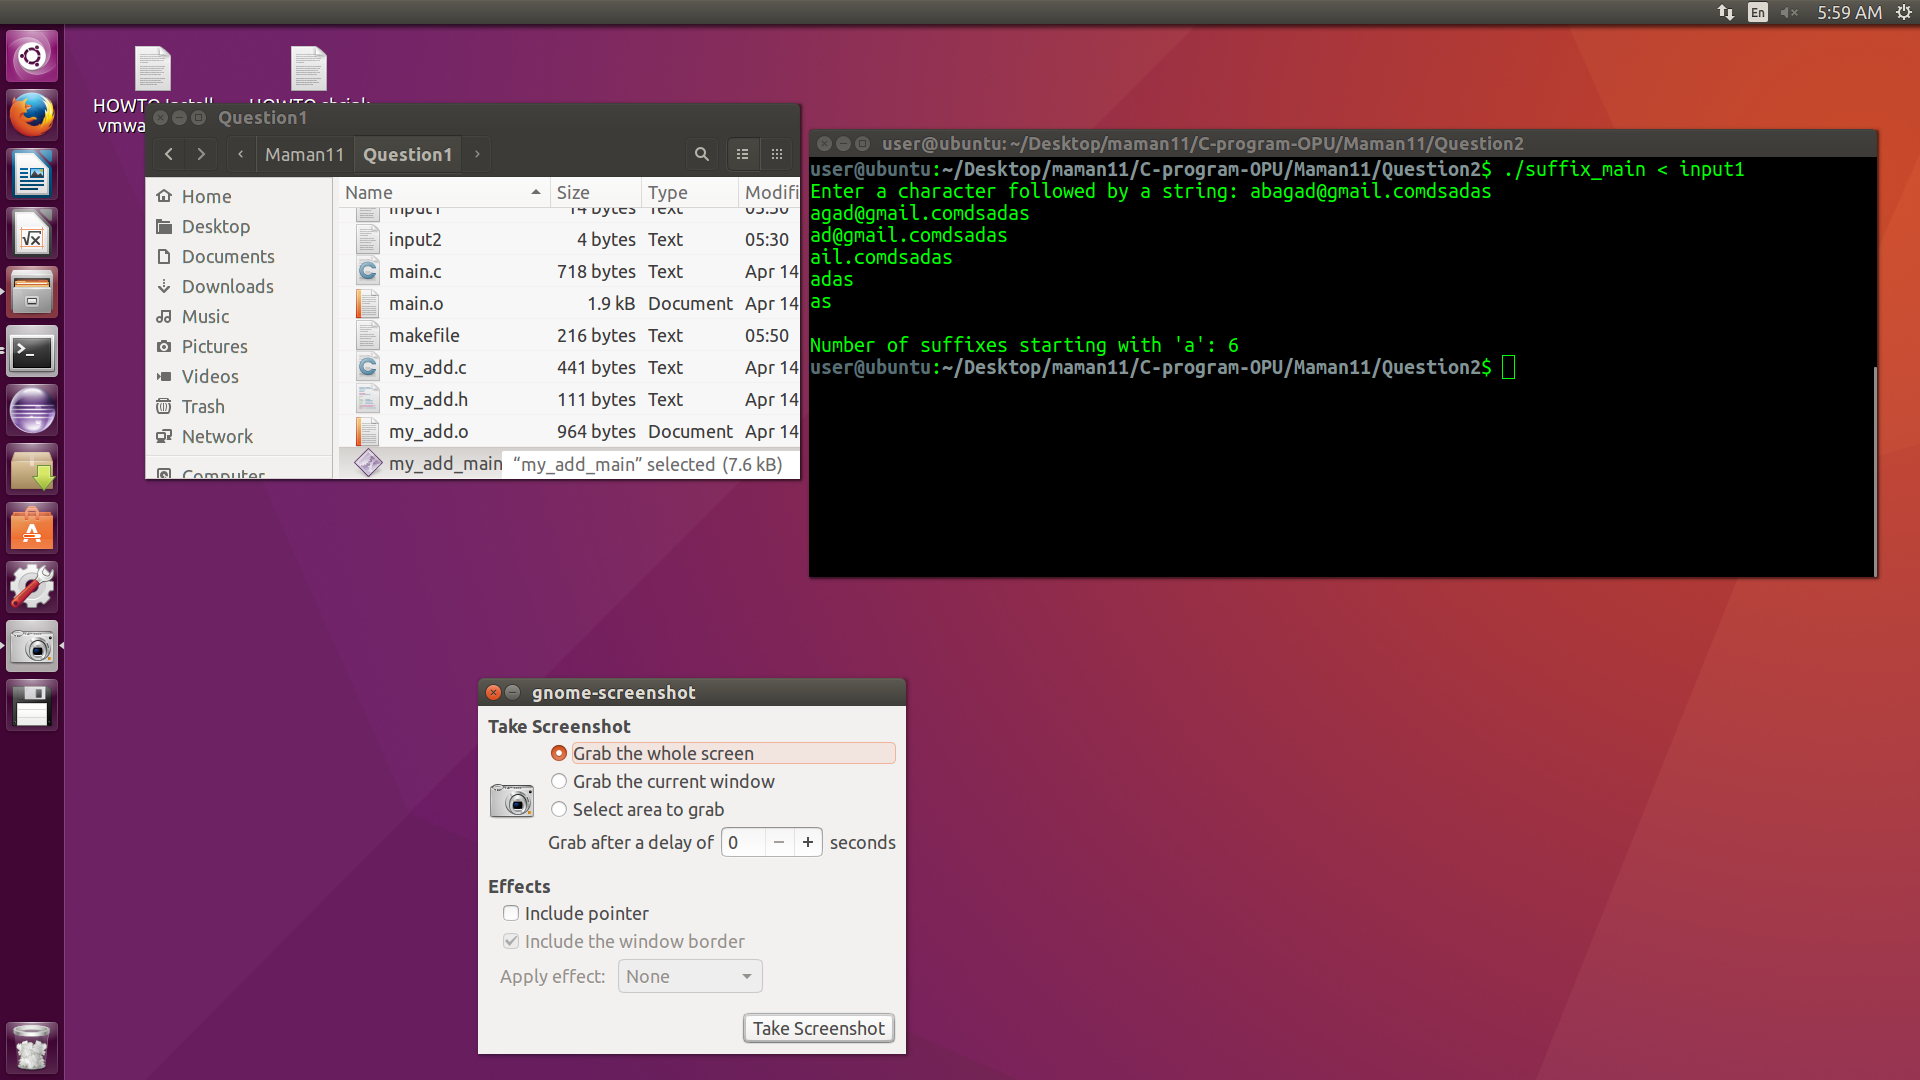 En
5:59 AM
HOWTO
vmwa
Question1
Maman11
Question1
Home
Desktop
Documents
Downloads
Music
Pictures
Videos
Trash
Network
Computer
Name Size Type Modifi
input1 14 bytes Text 05:50
input2 4 bytes Text 05:30
main.c 718 bytes Text Apr 14
main.o 1.9 kB Document Apr 14
makefile 216 bytes Text 05:50
my_add.c 441 bytes Text Apr 14
my_add.h 111 bytes Text Apr 14
my_add.o 964 bytes Document Apr 14
my_add_main
“my_add_main” selected (7.6 kB)
user@ubuntu: ~/Desktop/maman11/C-program-OPU/Maman11/Question2
user@ubuntu:~/Desktop/maman11/C-program-OPU/Maman11/Question2$ ./suffix_main < input1
Enter a character followed by a string: abagad@gmail.comdsadas
agad@gmail.comdsadas
ad@gmail.comdsadas
ail.comdsadas
adas
as
Number of suffixes starting with 'a': 6
user@ubuntu:~/Desktop/maman11/C-program-OPU/Maman11/Question2$
gnome-screenshot
Take Screenshot
Grab the whole screen
Grab the current window
Select area to grab
Grab after a delay of 0 − + seconds
Effects
Include pointer
Include the window border
Apply effect: None
Take Screenshot